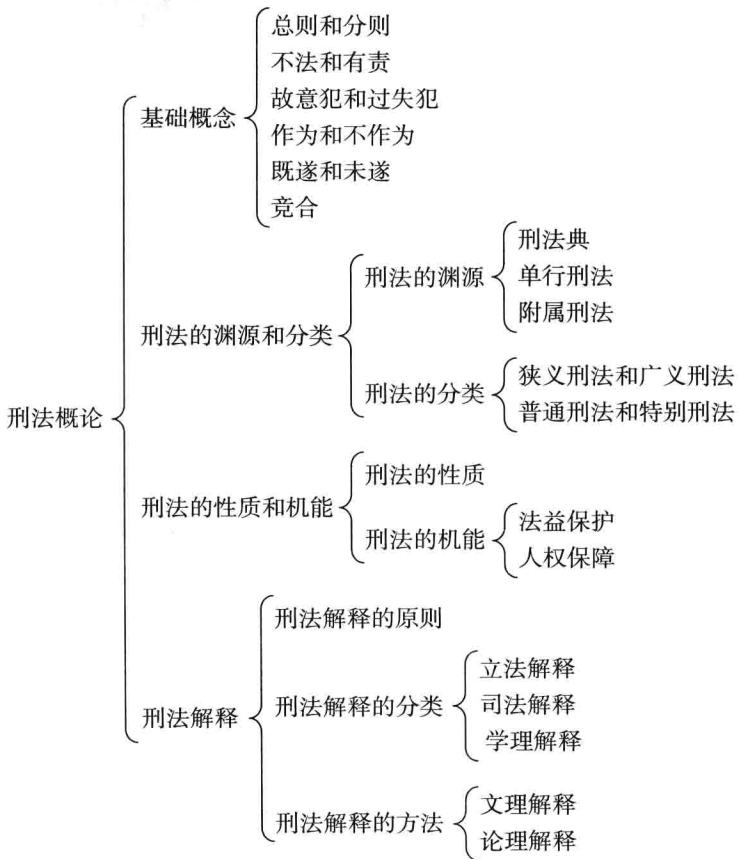 刑法概论
基础概念
总则和分则
不法和有责
故意犯和过失犯
作为和不作为
既遂和未遂
竞合
刑法的渊源和分类
刑法的渊源
刑法典
单行刑法
附属刑法
刑法的分类
狭义刑法和广义刑法
普通刑法和特别刑法
刑法的性质和机能
刑法的性质
刑法的机能
法益保护
人权保障
刑法解释
刑法解释的原则
刑法解释的分类
立法解释
司法解释
学理解释
刑法解释的方法
文理解释
论理解释